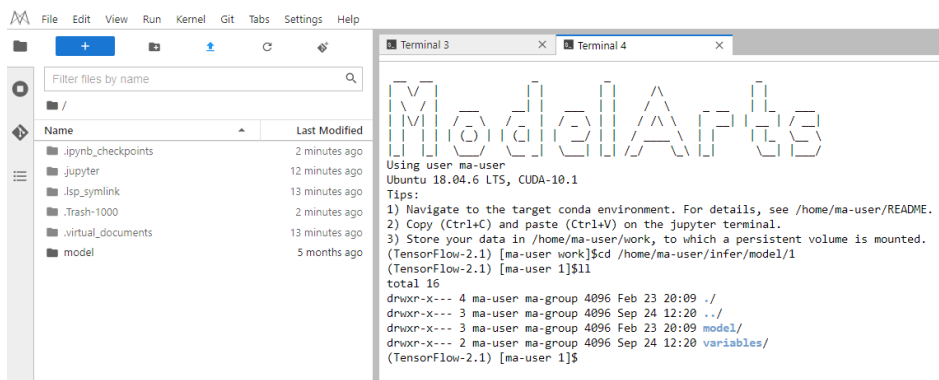 File Edit View Run Kernel Git Tabs Settings Help
Terminal 3
Terminal 4
Filter files by name
/
Name Last Modified
.ipynb_checkpoints 2 minutes ago
.jupyter 12 minutes ago
.lsp_symlink 13 minutes ago
.Trash-1000 2 minutes ago
.virtual_documents 13 minutes ago
model 5 months ago
ModelArts
Using user ma-user
Ubuntu 18.04.6 LTS, CUDA-10.1
Tips:
1) Navigate to the target conda environment. For details, see /home/ma-user/README.
2) Copy (Ctrl+C) and paste (Ctrl+V) on the jupyter terminal.
3) Store your data in /home/ma-user/work, to which a persistent volume is mounted.
(TensorFlow-2.1) [ma-user work]$cd /home/ma-user/infer/model/1
(TensorFlow-2.1) [ma-user 1]$ll
total 16
drwxr-x--- 4 ma-user ma-group 4096 Feb 23 20:09 ./
drwxr-x--- 3 ma-user ma-group 4096 Sep 24 12:20 ../
drwxr-x--- 3 ma-user ma-group 4096 Feb 23 20:09 model/
drwxr-x--- 2 ma-user ma-group 4096 Sep 24 12:20 variables/
(TensorFlow-2.1) [ma-user 1]$